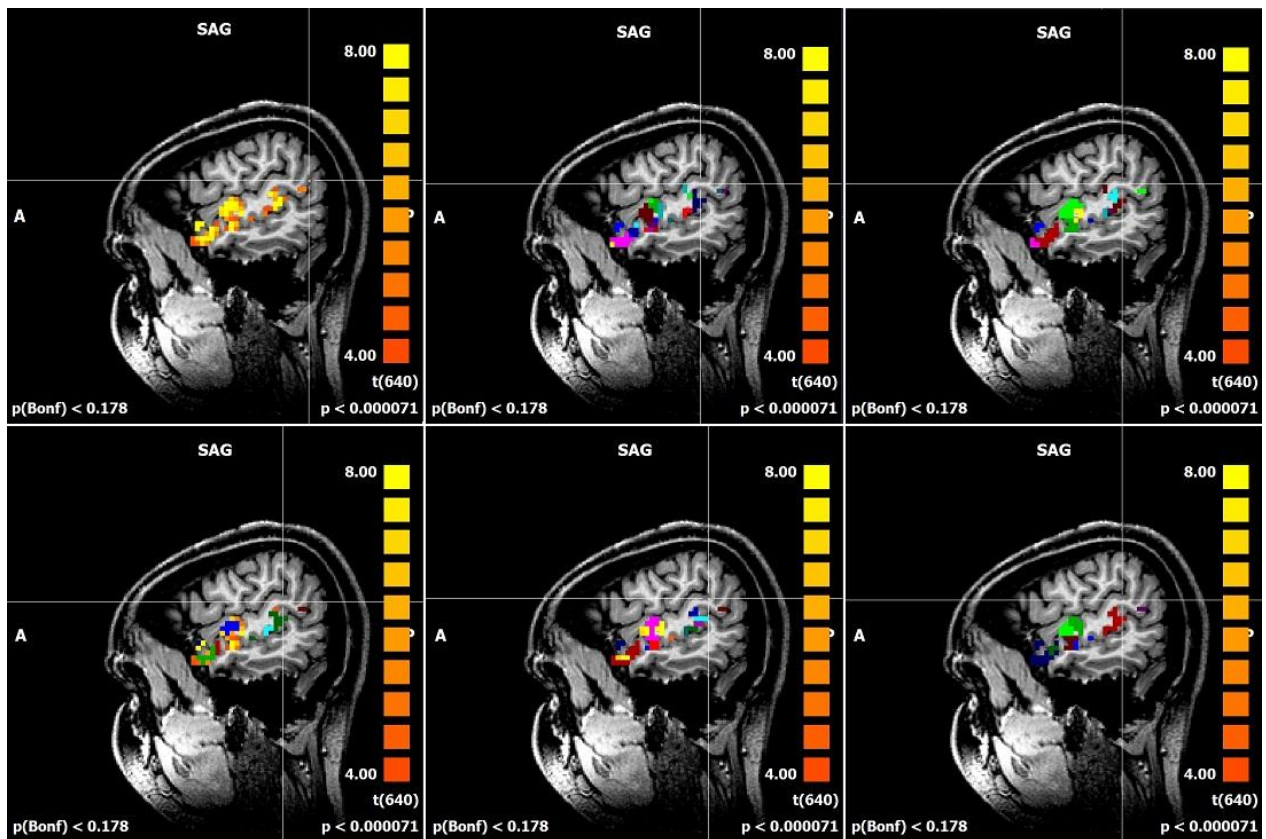 SAG
8.00
A
P
4.00
t(640)
p(Bonf) < 0.178
p < 0.000071
SAG
8.00
A
P
4.00
t(640)
p(Bonf) < 0.178
p < 0.000071
SAG
8.00
A
P
4.00
t(640)
p(Bonf) < 0.178
p < 0.000071
SAG
8.00
A
P
4.00
t(640)
p(Bonf) < 0.178
p < 0.000071
SAG
8.00
A
P
4.00
t(640)
p(Bonf) < 0.178
p < 0.000071
SAG
8.00
A
P
4.00
t(640)
p(Bonf) < 0.178
p < 0.000071